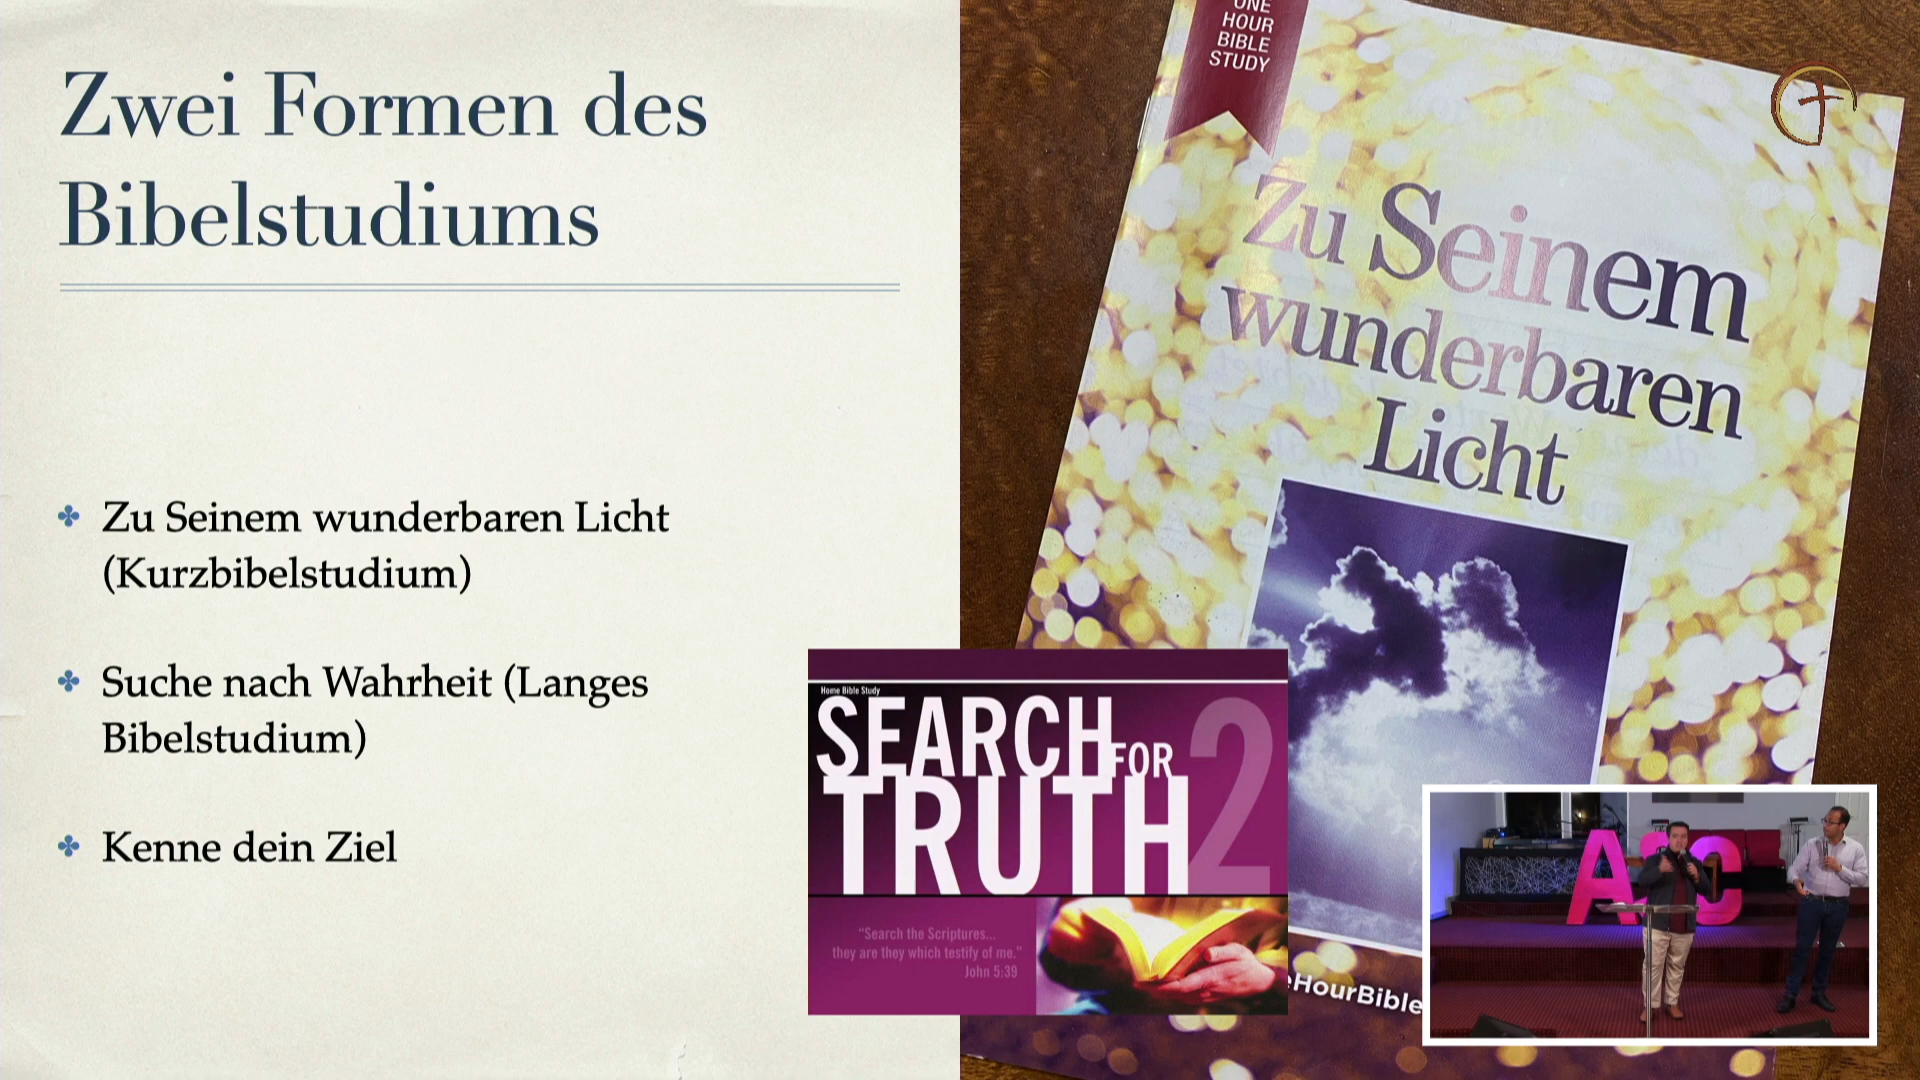 Zwei Formen des
Bibelstudiums
Zu Seinem wunderbaren Licht
(Kurzbibelstudium)
Suche nach Wahrheit (Langes
Bibelstudium)
Kenne dein Ziel
ONE
HOUR
BIBLE
STUDY
Zu Seinem
wunderbaren
Licht
eHourBible
Home Bible Study
SEARCH
FOR
TRUTH 2
“Search the Scriptures...
they are they which testify of me.”
John 5:39